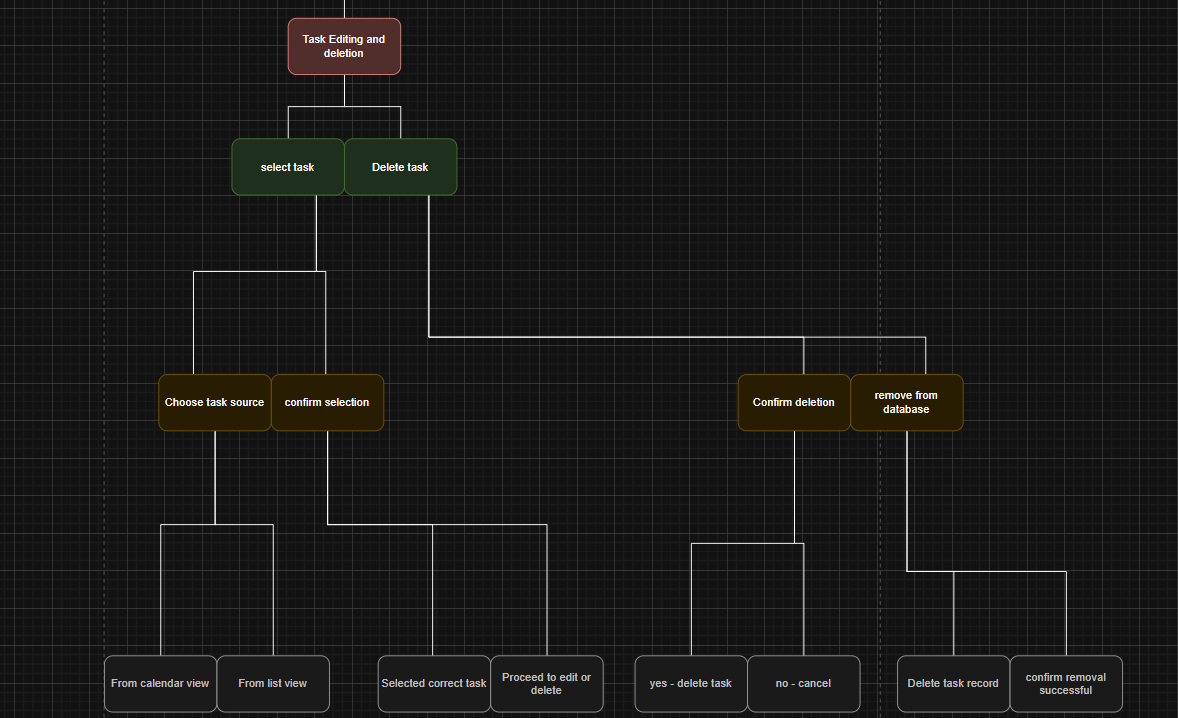 Task Editing and
deletion
select task
Delete task
Choose task source
confirm selection
Confirm deletion
remove from
database
From calendar view
From list view
Selected correct task
Proceed to edit or
delete
yes - delete task
no - cancel
Delete task record
confirm removal
successful